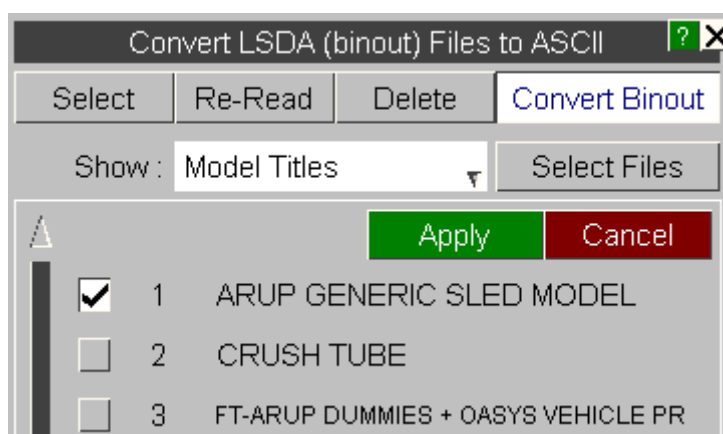 Convert LSDA (binout) Files to ASCII ? X
Select Re-Read Delete Convert Binout
Show : Model Titles Select Files
Apply Cancel
1 ARUP GENERIC SLED MODEL
2 CRUSH TUBE
3 FT-ARUP DUMMIES + OASYS VEHICLE PR